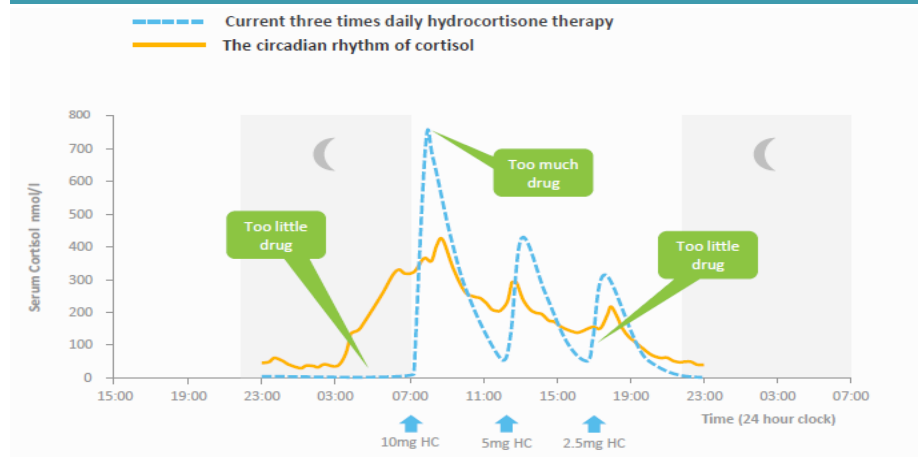 Current three times daily hydrocortisone therapy
The circadian rhythm of cortisol
Serum Cortisol nmol/l
800
700
600
500
400
300
200
100
0
Too little
drug
Too much
drug
Too little
drug
15:00 19:00 23:00 03:00 07:00 11:00 15:00 19:00 23:00 03:00 07:00
Time (24 hour clock)
10mg HC 5mg HC 2.5mg HC